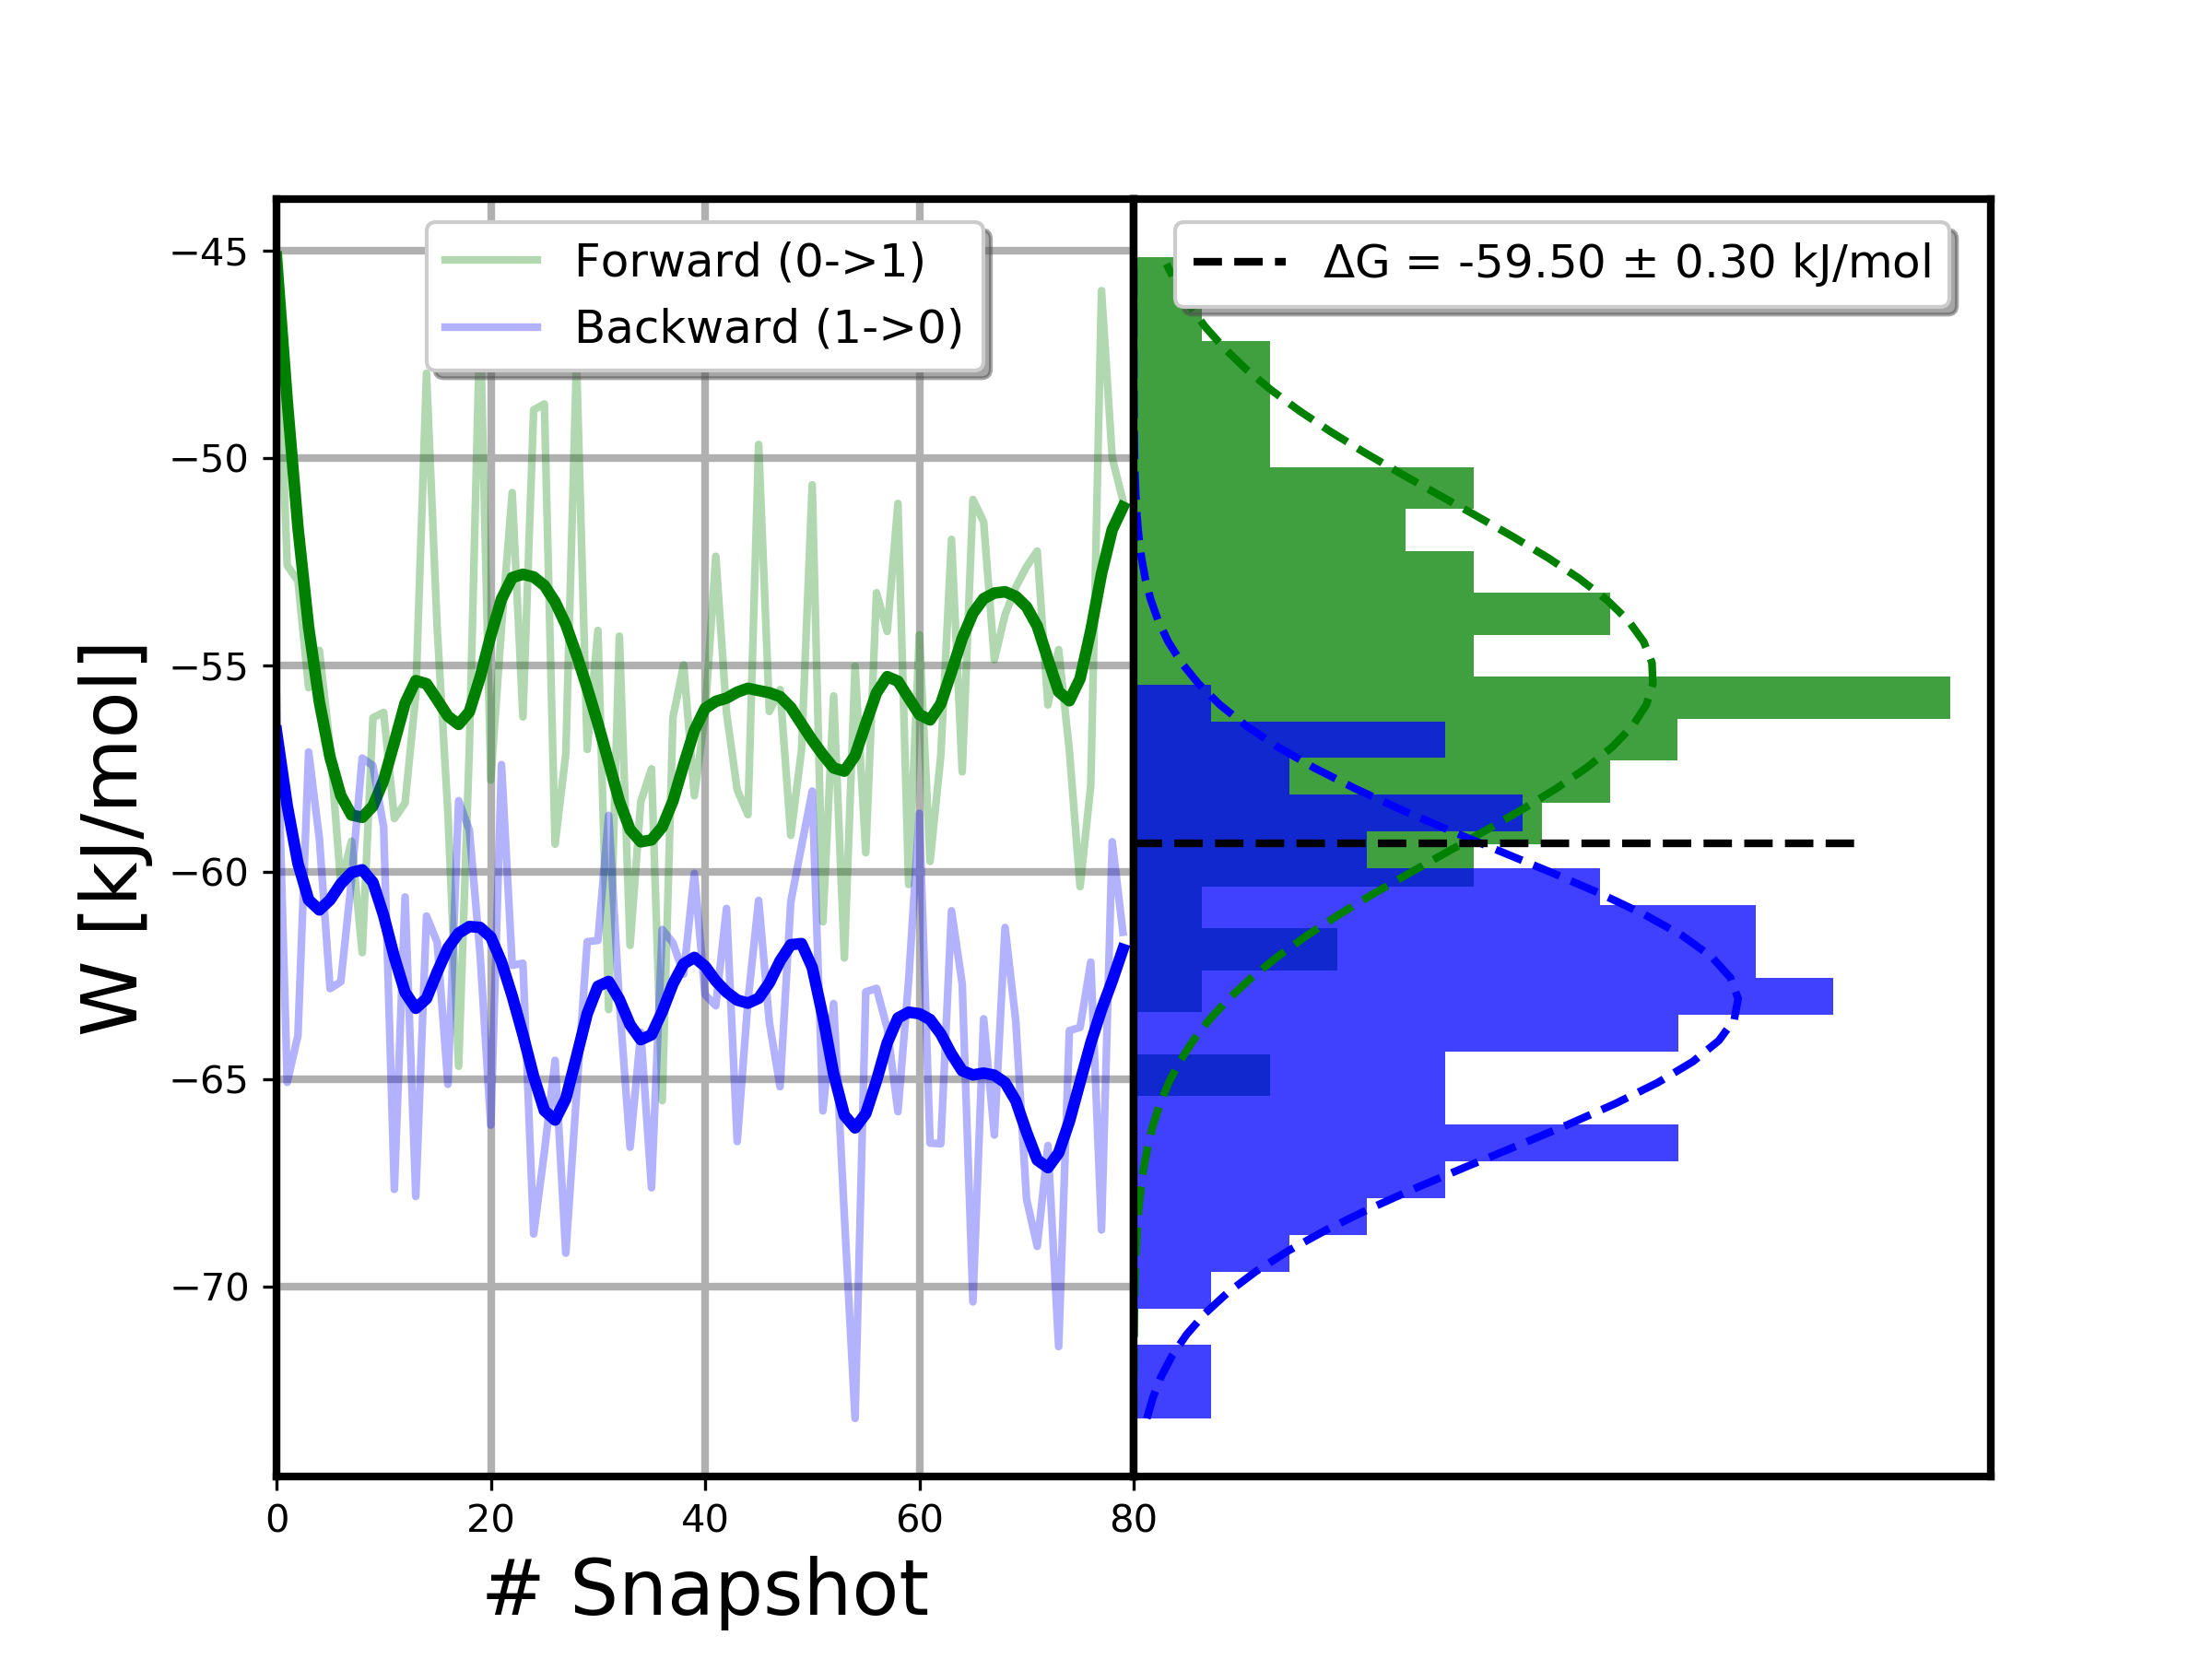 Forward (0->1)
Backward (1->0)
ΔG = -59.50 ± 0.30 kJ/mol
W [kJ/mol]
−45
−50
−55
−60
−65
−70
0 20 40 60 80
# Snapshot